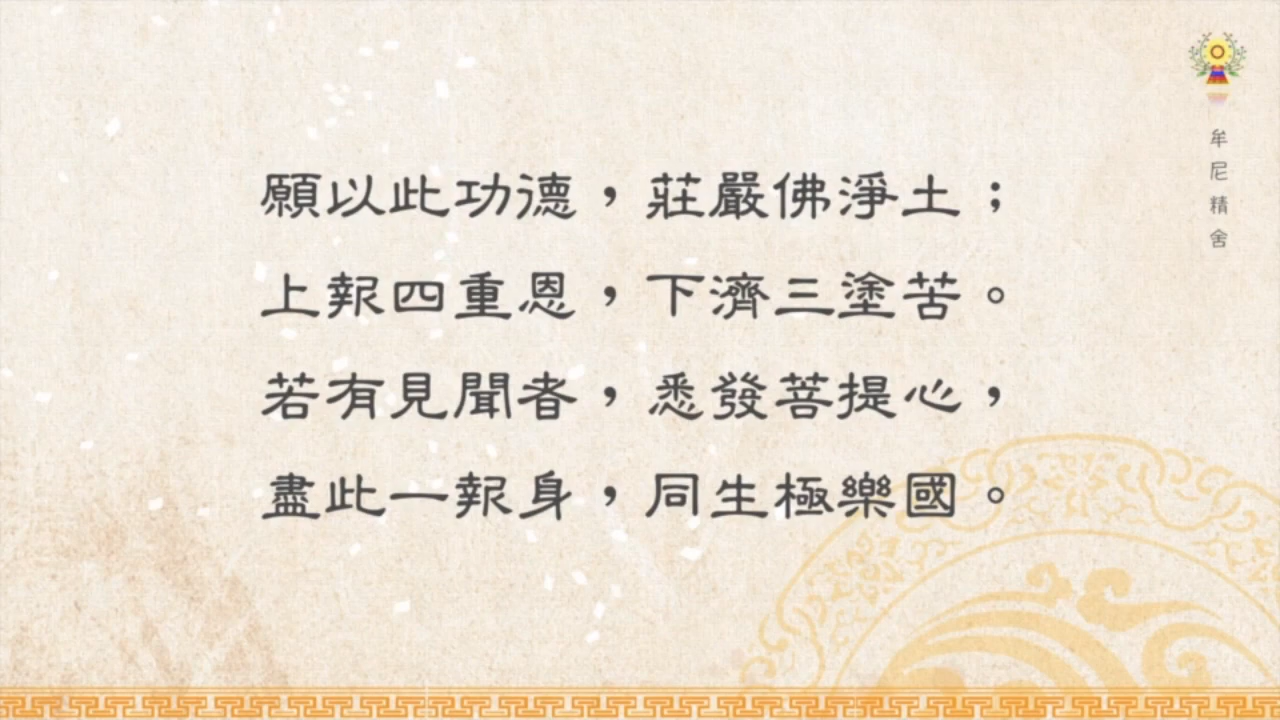 願以此功德，莊嚴佛淨土；
上報四重恩，下濟三塗苦。
若有見聞者，悉發菩提心，
盡此一報身，同生極樂國。
牟尼精舍